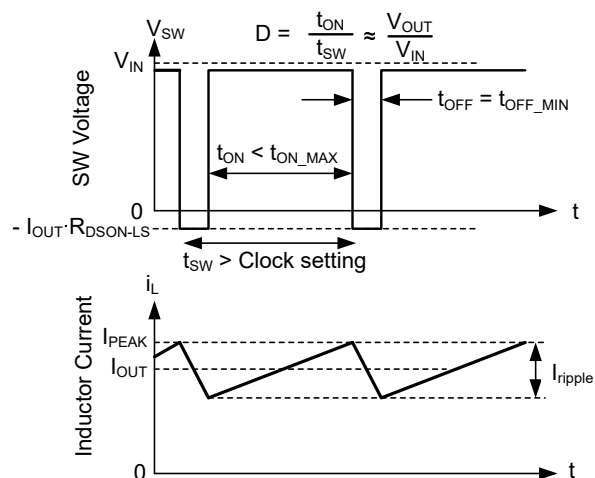 V_SW
D = t_ON / t_SW ≈ V_OUT / V_IN
V_IN
SW Voltage
t_OFF = t_OFF_MIN
t_ON < t_ON_MAX
0
t
- I_OUT·R_DSON-LS
t_SW > Clock setting
i_L
Inductor Current
I_PEAK
I_OUT
I_ripple
0
t